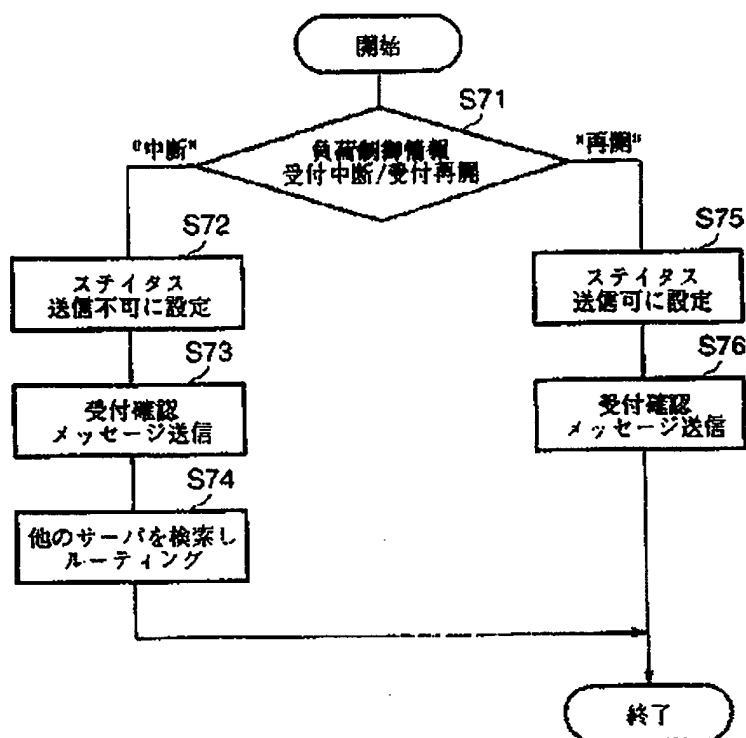 開始
S71
"中断"
負荷制御情報
受付中断/受付再開
"再開"
S72
ステイタス
送信不可に設定
S75
ステイタス
送信可に設定
S73
受付確認
メッセージ送信
S76
受付確認
メッセージ送信
S74
他のサーバを検索し
ルーティング
終了